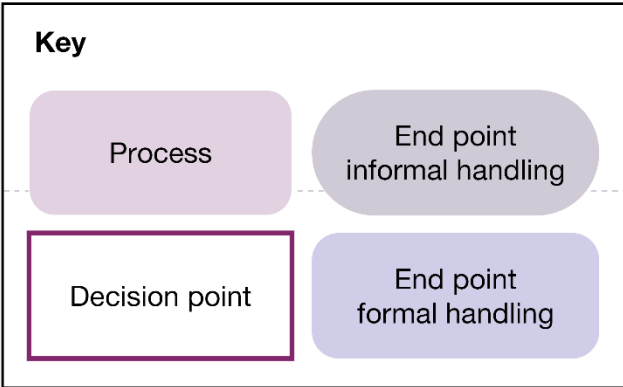 Key
Process
End point
informal handling
Decision point
End point
formal handling